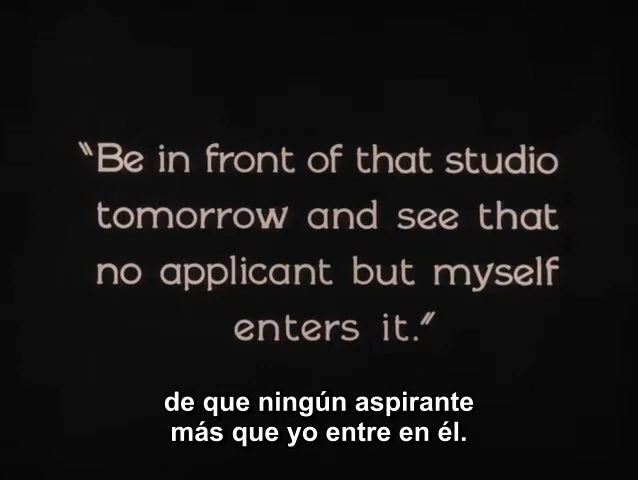 "Be in front of that studio
tomorrow and see that
no applicant but myself
enters it."
de que ningún aspirante
más que yo entre en él.